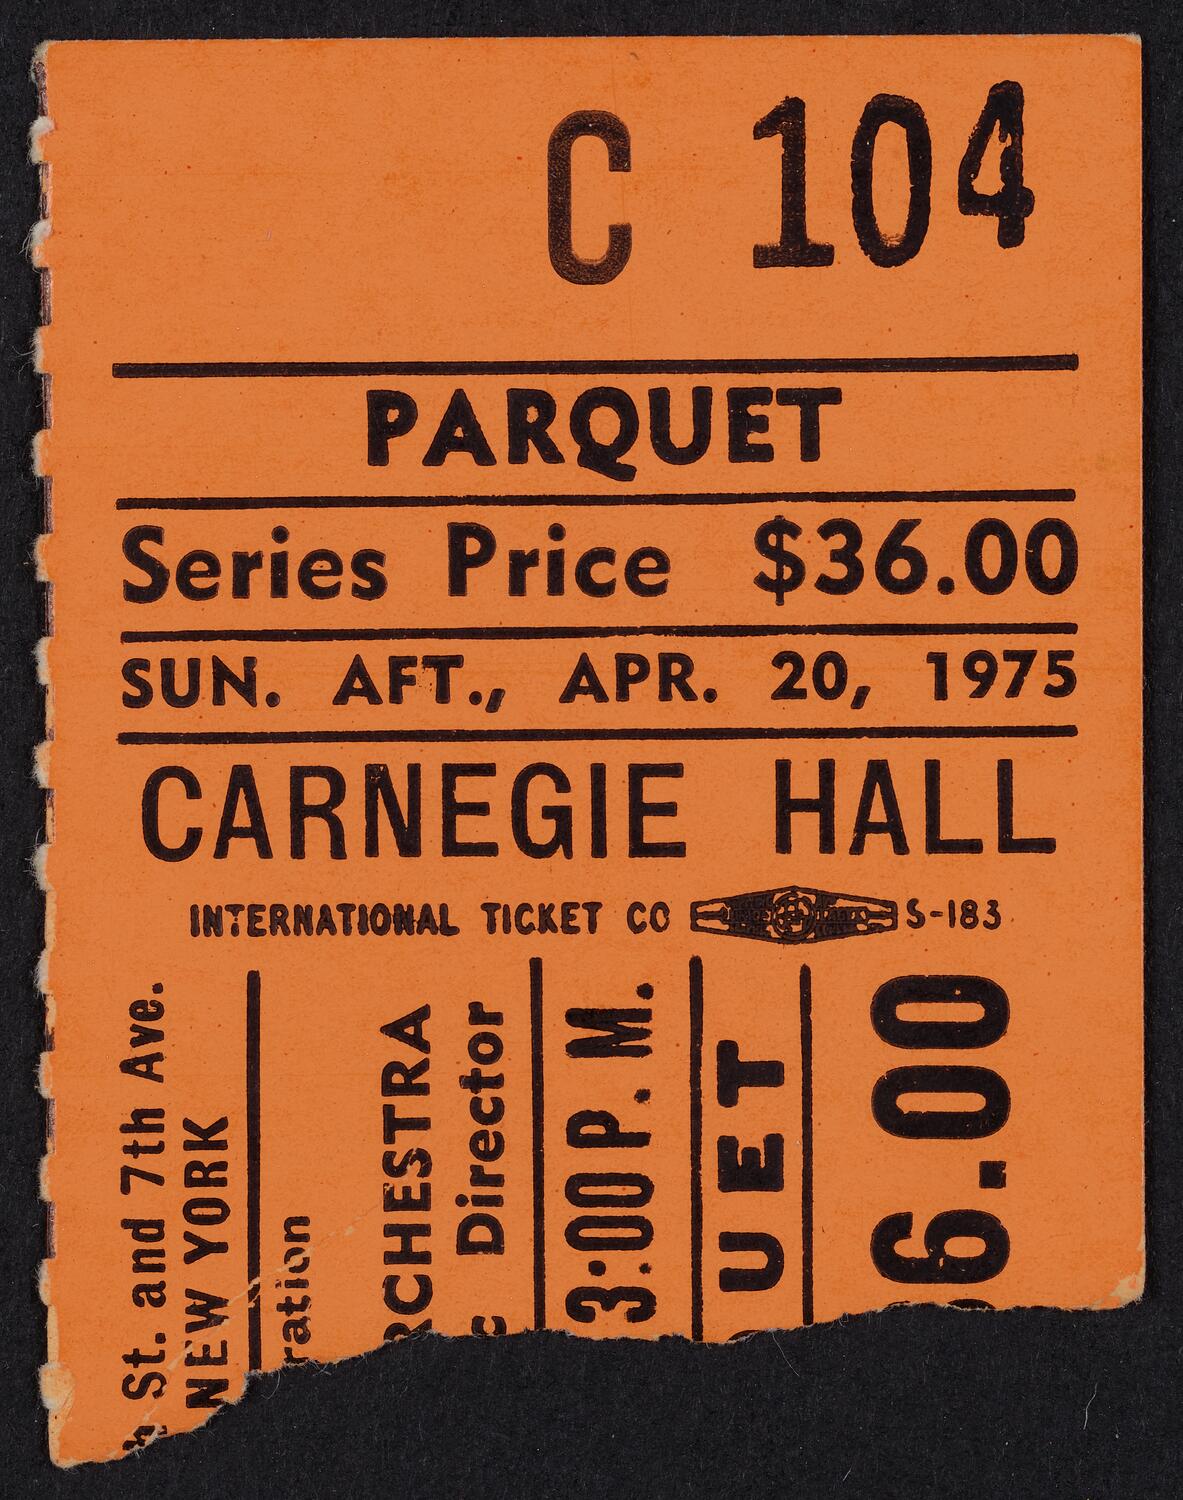 C 104
PARQUET
Series Price $36.00
SUN. AFT., APR. 20, 1975
CARNEGIE HALL
INTERNATIONAL TICKET CO S-183
h St. and 7th Ave.
NEW YORK
ration
RCHESTRA
c Director
3:00 P. M.
UET
6.00